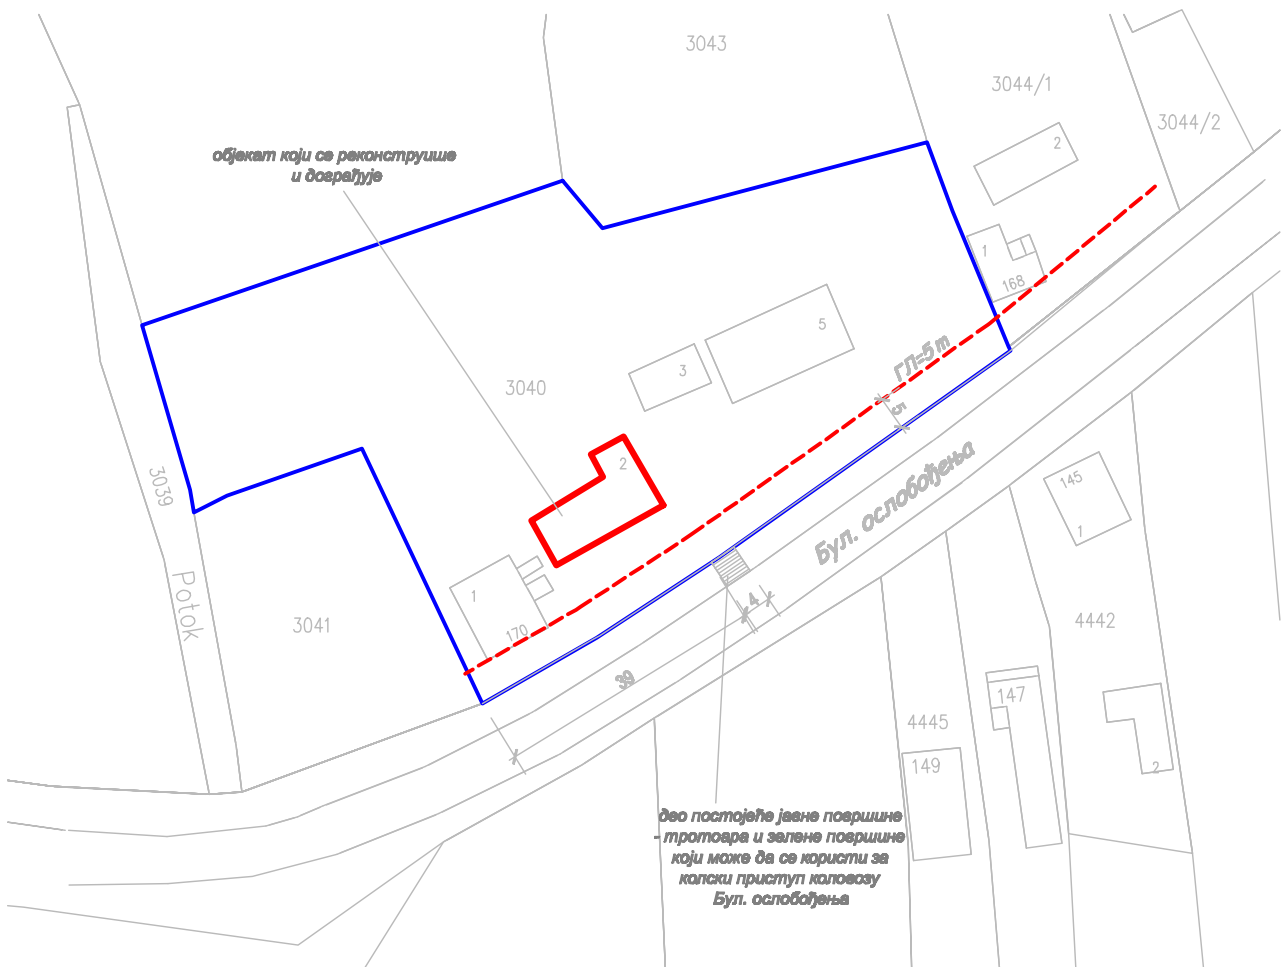 3043
3044/1
3044/2
2
објекат који се реконструише
и дограђује
1
168
5
3
ГЛ=5 m
5
3040
2
Бул. ослобођења
3039
145
1
Potok
1
170
3041
4
39
4442
4445
147
149
2
део постојеће јавне површине
- тротоара и зелене површине
који може да се користи за
колски приступ коловозу
Бул. ослобођења